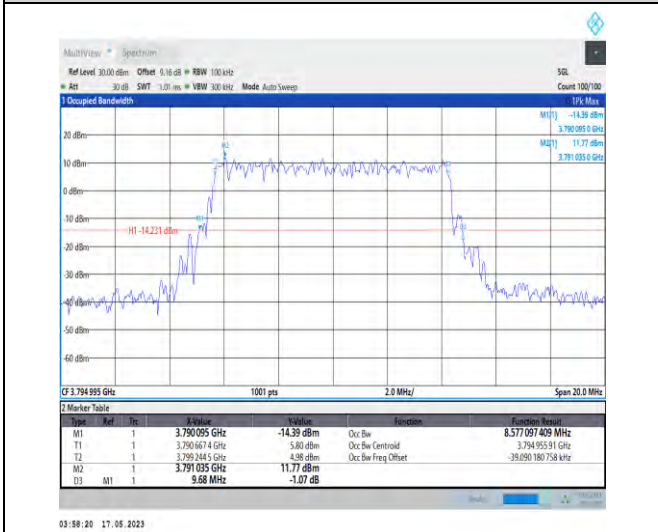 MultiView Spectrum
Ref Level 30.00 dBm Offset 9.16 dB RBW 100 kHz SGL
Att 30 dB SWT 1.01 ms VBW 300 kHz Mode Auto Sweep Count 100/100
1 Occupied Bandwidth 1Pk Max
M1[1] -14.39 dBm
3.790 095 0 GHz
20 dBm
M2[1] 11.77 dBm
3.791 035 0 GHz
M2
10 dBm
0 dBm
-10 dBm
H1 -14.231 dBm
-20 dBm
-30 dBm
-40 dBm
-50 dBm
-60 dBm
CF 3.794 995 GHz 1001 pts 2.0 MHz/ Span 20.0 MHz
2 Marker Table
Type Ref Trc X-Value Y-Value Function Function Result
M1 1 3.790 095 GHz -14.39 dBm Occ Bw 8.577 097 409 MHz
T1 1 3.790 667 4 GHz 5.80 dBm Occ Bw Centroid 3.794 955 91 GHz
T2 1 3.799 244 5 GHz 4.98 dBm Occ Bw Freq Offset -39.090 180 758 kHz
M2 1 3.791 035 GHz 11.77 dBm
D3 M1 1 9.68 MHz -1.07 dB
03:58:20 17.05.2023